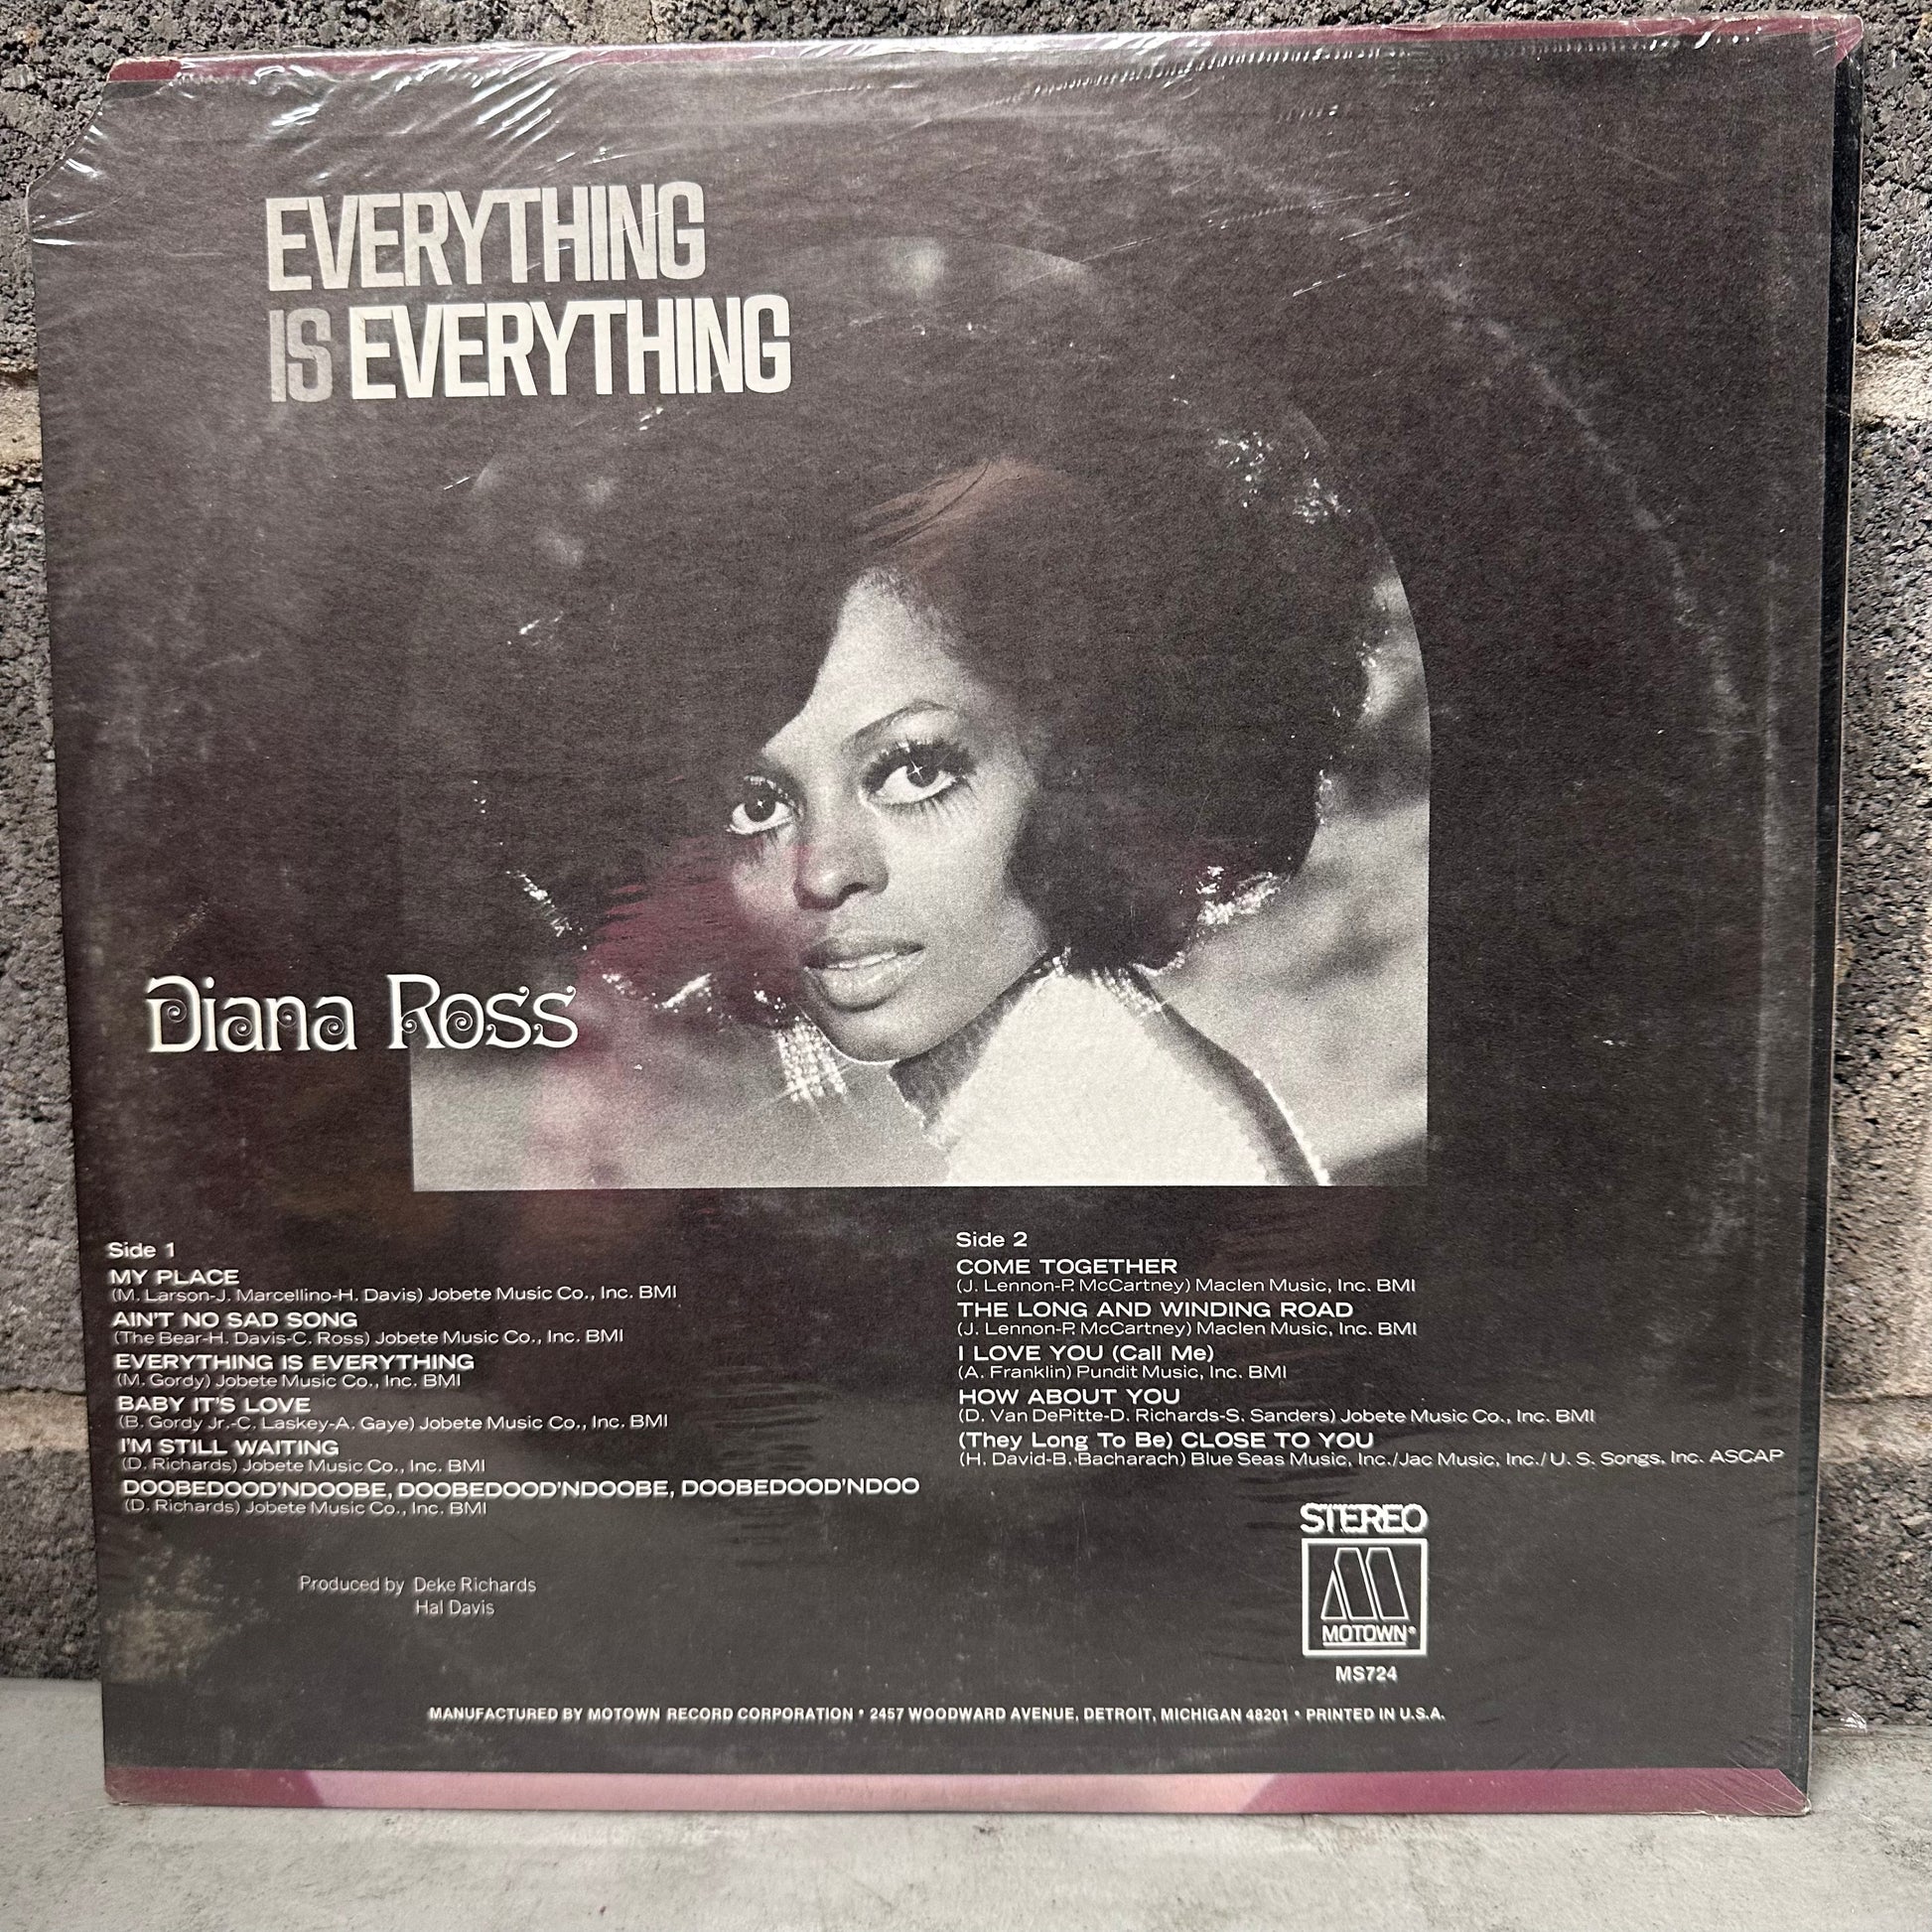 EVERYTHING
IS EVERYTHING
Diana Ross
Side 1
MY PLACE
(M. Larson-J. Marcellino-H. Davis) Jobete Music Co., Inc. BMI
AIN'T NO SAD SONG
(The Bear-H. Davis-C. Ross) Jobete Music Co., Inc. BMI
EVERYTHING IS EVERYTHING
(M. Gordy) Jobete Music Co., Inc. BMI
BABY IT'S LOVE
(B. Gordy Jr.-C. Laskey-A. Gaye) Jobete Music Co., Inc. BMI
I'M STILL WAITING
(D. Richards) Jobete Music Co., Inc. BMI
DOOBEDOOD'NDOOBE, DOOBEDOOD'NDOOBE, DOOBEDOOD'NDOO
(D. Richards) Jobete Music Co., Inc. BMI
Side 2
COME TOGETHER
(J. Lennon-P. McCartney) Maclen Music, Inc. BMI
THE LONG AND WINDING ROAD
(J. Lennon-P. McCartney) Maclen Music, Inc. BMI
I LOVE YOU (Call Me)
(A. Franklin) Pundit Music, Inc. BMI
HOW ABOUT YOU
(D. Van DePitte-D. Richards-S. Sanders) Jobete Music Co., Inc. BMI
(They Long To Be) CLOSE TO YOU
(H. David-B. Bacharach) Blue Seas Music, Inc./Jac Music, Inc./U. S. Songs, Inc. ASCAP
Produced by Deke Richards
Hal Davis
STEREO
M
MOTOWN®
MS724
MANUFACTURED BY MOTOWN RECORD CORPORATION • 2457 WOODWARD AVENUE, DETROIT, MICHIGAN 48201 • PRINTED IN U.S.A.